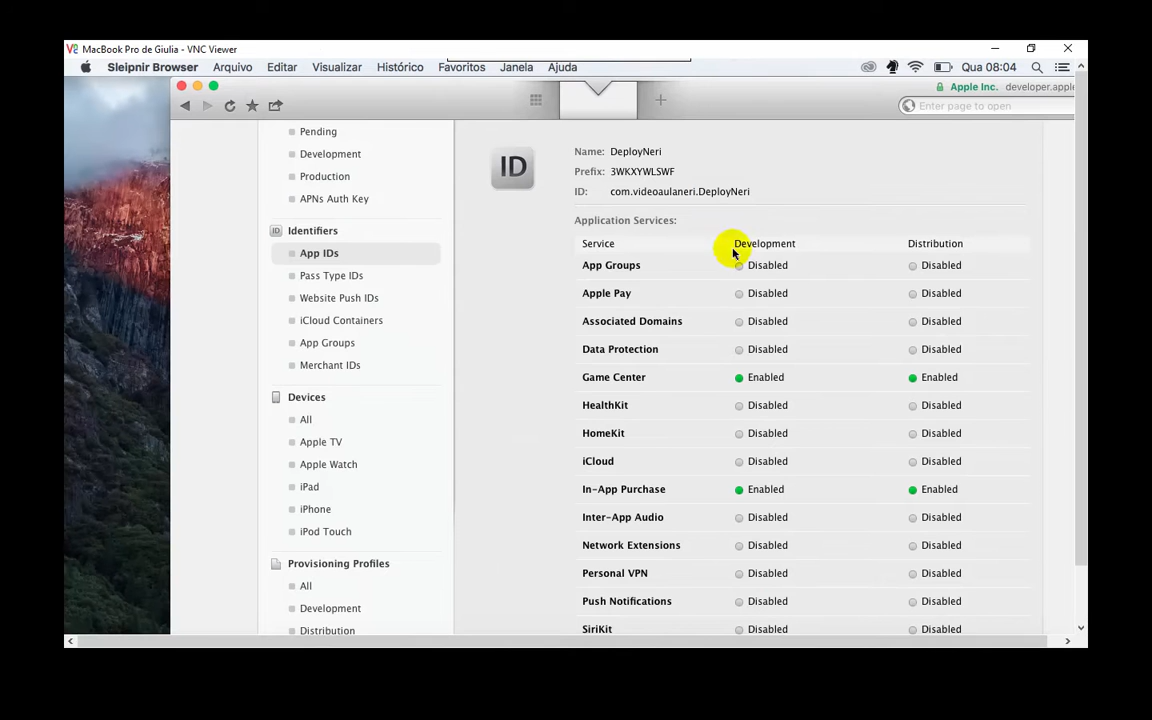 MacBook Pro de Giulia - VNC Viewer
Sleipnir Browser Arquivo Editar Visualizar Histórico Favoritos Janela Ajuda Qua 08:04
Apple Inc. developer.apple
Enter page to open
Pending
Development
Production
APNs Auth Key
ID Identifiers
App IDs
Pass Type IDs
Website Push IDs
iCloud Containers
App Groups
Merchant IDs
Devices
All
Apple TV
Apple Watch
iPad
iPhone
iPod Touch
Provisioning Profiles
All
Development
Distribution
ID
Name: DeployNeri
Prefix: 3WKXYWLSWF
ID: com.videoaulaneri.DeployNeri
Application Services:
Service Development Distribution
App Groups Disabled Disabled
Apple Pay Disabled Disabled
Associated Domains Disabled Disabled
Data Protection Disabled Disabled
Game Center Enabled Enabled
HealthKit Disabled Disabled
HomeKit Disabled Disabled
iCloud Disabled Disabled
In-App Purchase Enabled Enabled
Inter-App Audio Disabled Disabled
Network Extensions Disabled Disabled
Personal VPN Disabled Disabled
Push Notifications Disabled Disabled
SiriKit Disabled Disabled